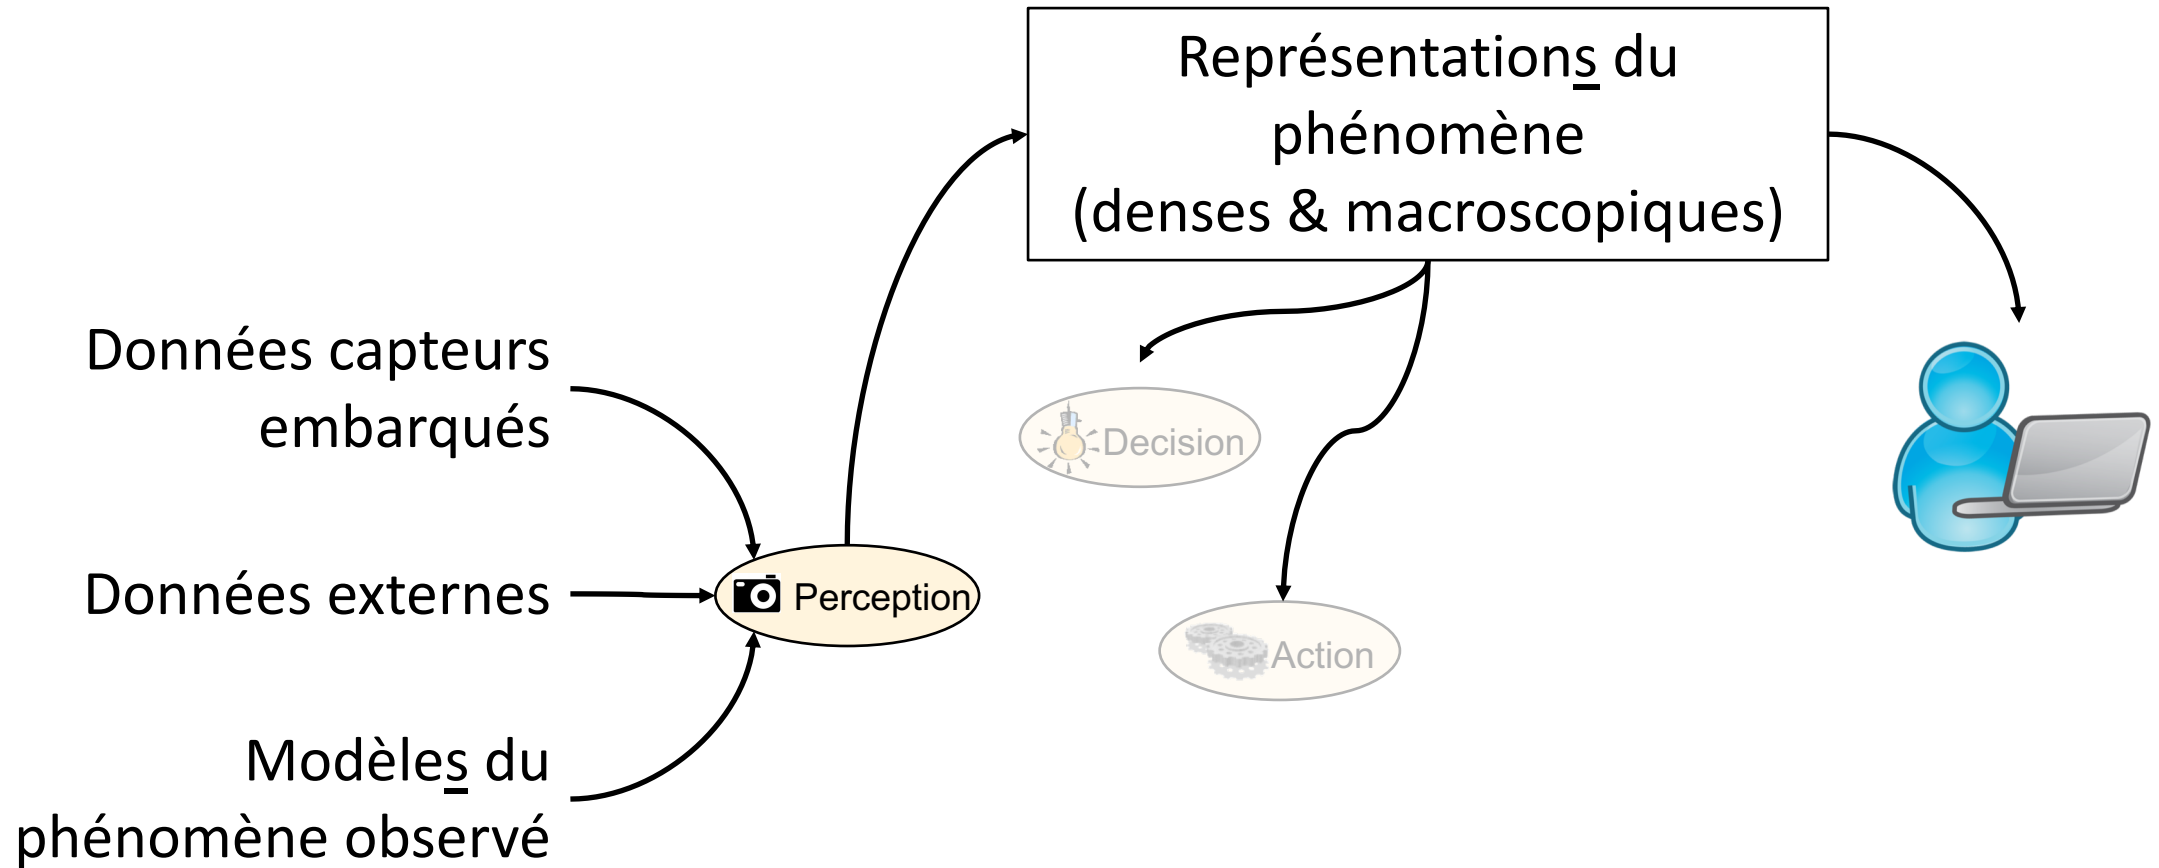 Représentations du
phénomène
(denses & macroscopiques)
Données capteurs
embarqués
Decision
Données externes
Perception
Action
Modèles du
phénomène observé